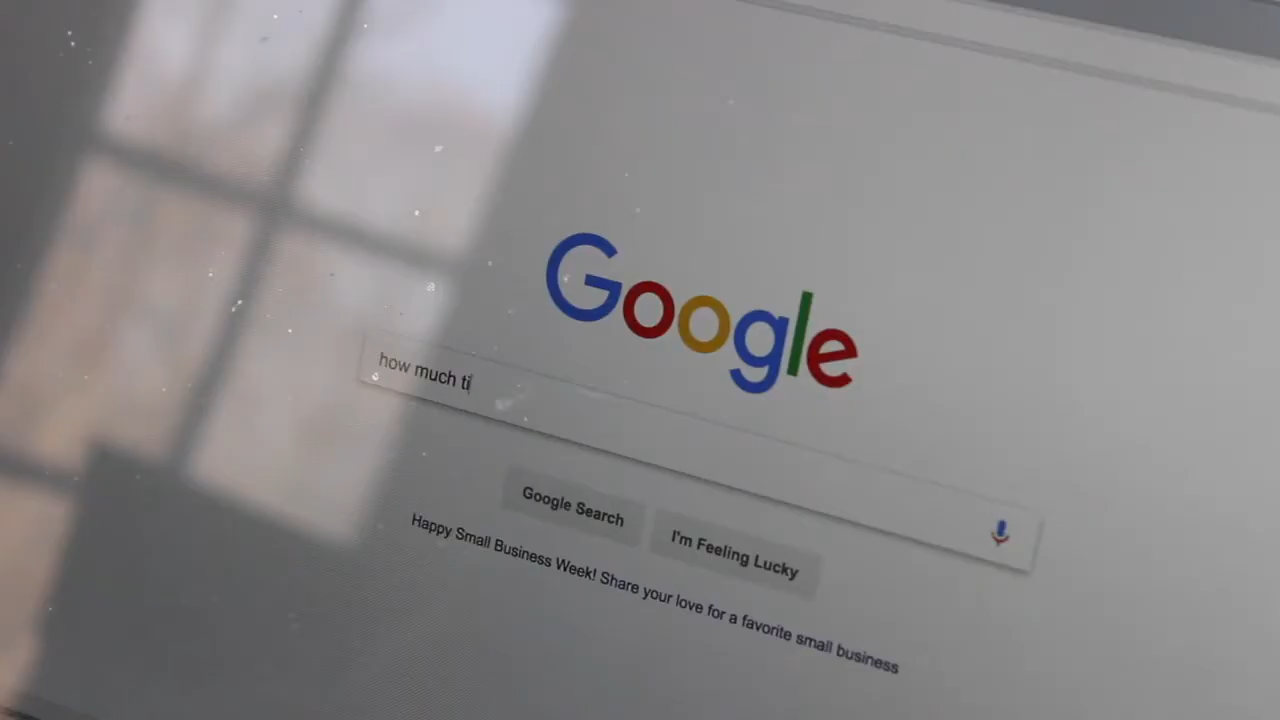 Google
how much ti
Google Search
I'm Feeling Lucky
Happy Small Business Week! Share your love for a favorite small business